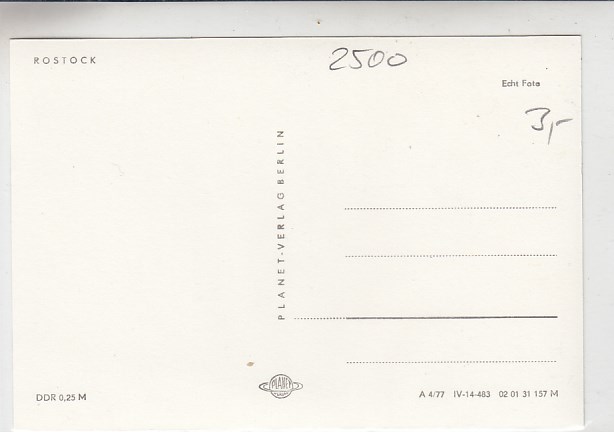 ROSTOCK
2500
Echt Foto
3,-
PLANET-VERLAG BERLIN
DDR 0,25 M
PLANET
A 4/77 IV-14-483 02 01 31 157 M